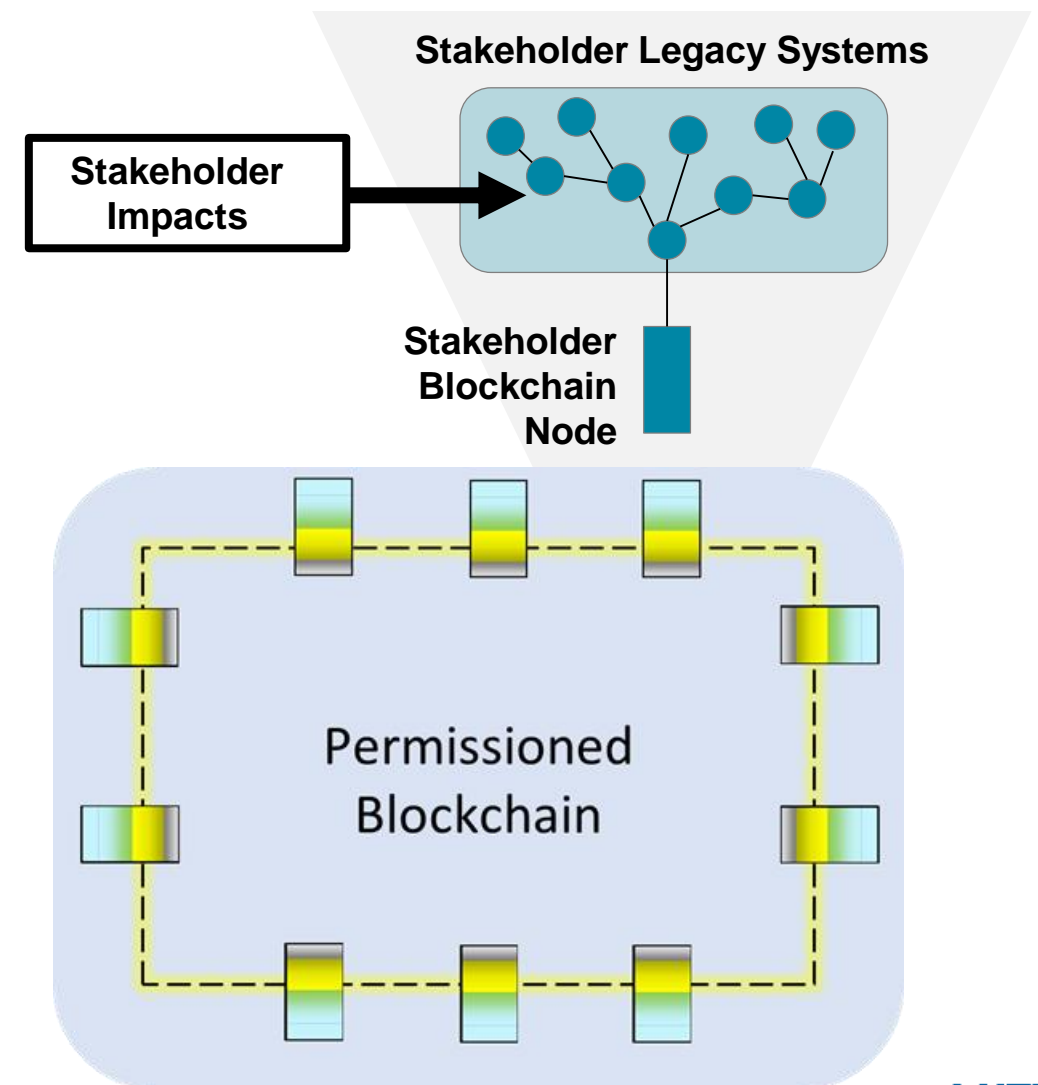 Stakeholder Legacy Systems
Stakeholder
Impacts
Stakeholder
Blockchain
Node
Permissioned
Blockchain